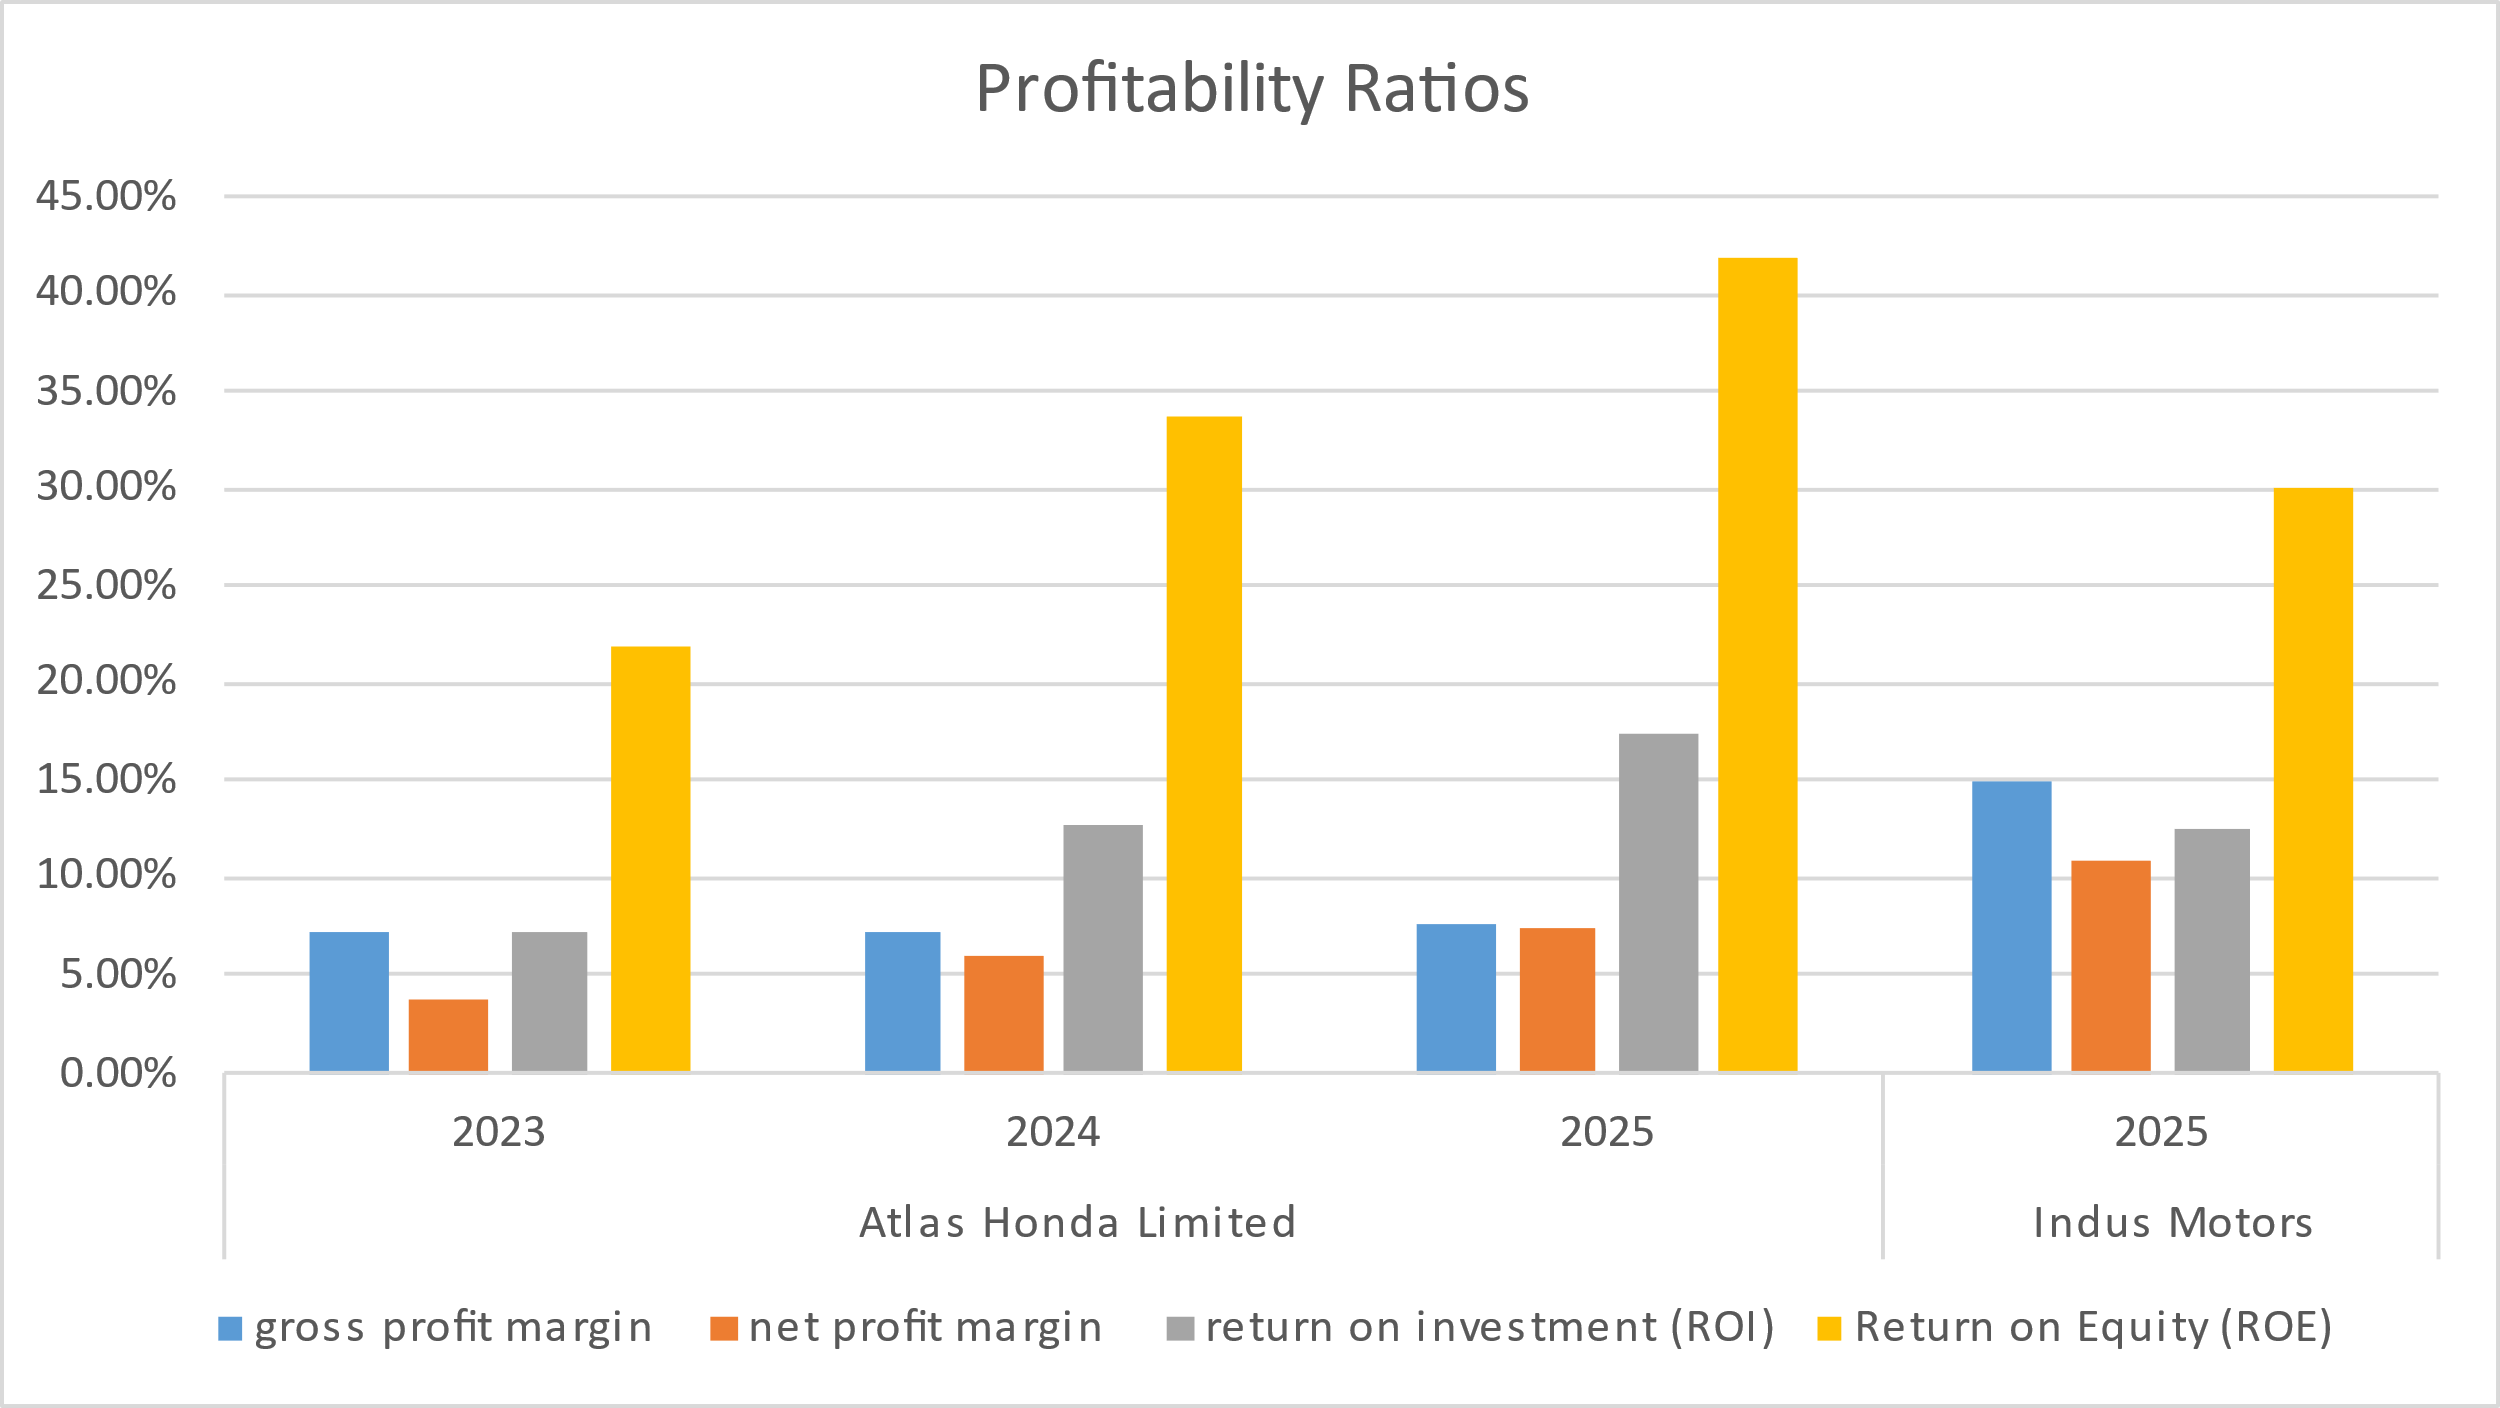 Profitability Ratios
45.00%
40.00%
35.00%
30.00%
25.00%
20.00%
15.00%
10.00%
5.00%
0.00%
2023 2024 2025 2025
Atlas Honda Limited Indus Motors
gross profit margin net profit margin return on investment (ROI) Return on Equity (ROE)